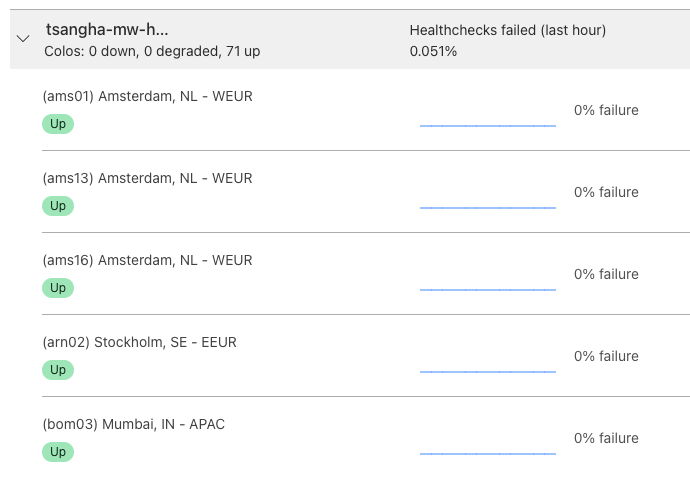 tsangha-mw-h...
Healthchecks failed (last hour)
Colos: 0 down, 0 degraded, 71 up
0.051%
(ams01) Amsterdam, NL - WEUR
Up
0% failure
(ams13) Amsterdam, NL - WEUR
Up
0% failure
(ams16) Amsterdam, NL - WEUR
Up
0% failure
(arn02) Stockholm, SE - EEUR
Up
0% failure
(bom03) Mumbai, IN - APAC
Up
0% failure